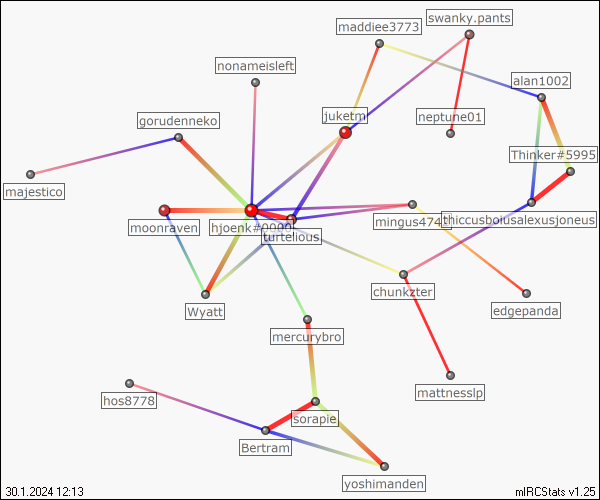 swanky.pants
maddiee3773
nonameisleft
alan1002
juketm
neptune01
gorudenneko
Thinker#5995
majestico
moonraven
hjoenk#0000
turtelious
mingus474
thiccusboiusalexusjoneus
chunkzter
Wyatt
edgepanda
mercurybro
mattnesslp
hos8778
sorapie
Bertram
yoshimanden
30.1.2024 12:13
mIRCStats v1.25